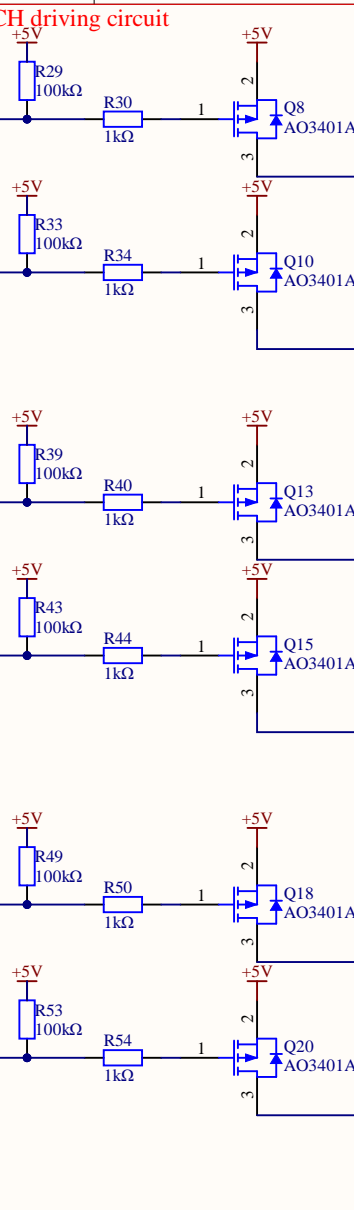 CH driving circuit
+5V
+5V
R29
100kΩ
R30
1kΩ
1
2
3
Q8
AO3401A
+5V
+5V
R33
100kΩ
R34
1kΩ
1
2
3
Q10
AO3401A
+5V
+5V
R39
100kΩ
R40
1kΩ
1
2
3
Q13
AO3401A
+5V
+5V
R43
100kΩ
R44
1kΩ
1
2
3
Q15
AO3401A
+5V
+5V
R49
100kΩ
R50
1kΩ
1
2
3
Q18
AO3401A
+5V
+5V
R53
100kΩ
R54
1kΩ
1
2
3
Q20
AO3401A